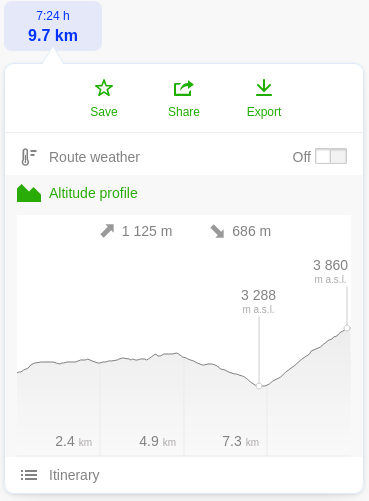 7:24 h
9.7 km
Save Share Export
Route weather Off
Altitude profile
1 125 m 686 m
3 860
m a.s.l.
3 288
m a.s.l.
2.4 km 4.9 km 7.3 km
Itinerary